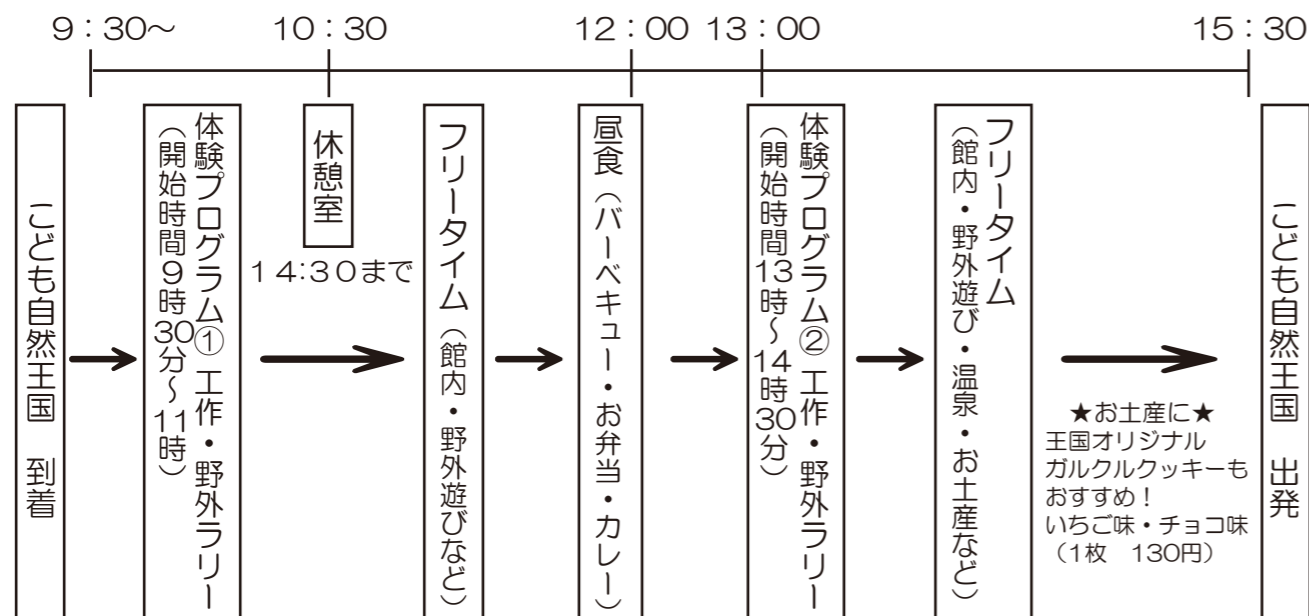 9：30～
10：30
12：00
13：00
15：30
こども自然王国　到着
体験プログラム① 工作・野外ラリー
（開始時間９時30分～11時）
休憩室
14:30まで
フリータイム（館内・野外遊びなど）
昼食（バーベキュー・お弁当・カレー）
体験プログラム② 工作・野外ラリー
（開始時間13時～14時30分）
フリータイム
（館内・野外遊び・温泉・お土産など）
★お土産に★
王国オリジナル
ガルクルクッキーも
おすすめ！
いちご味・チョコ味
（1枚　130円）
こども自然王国　出発